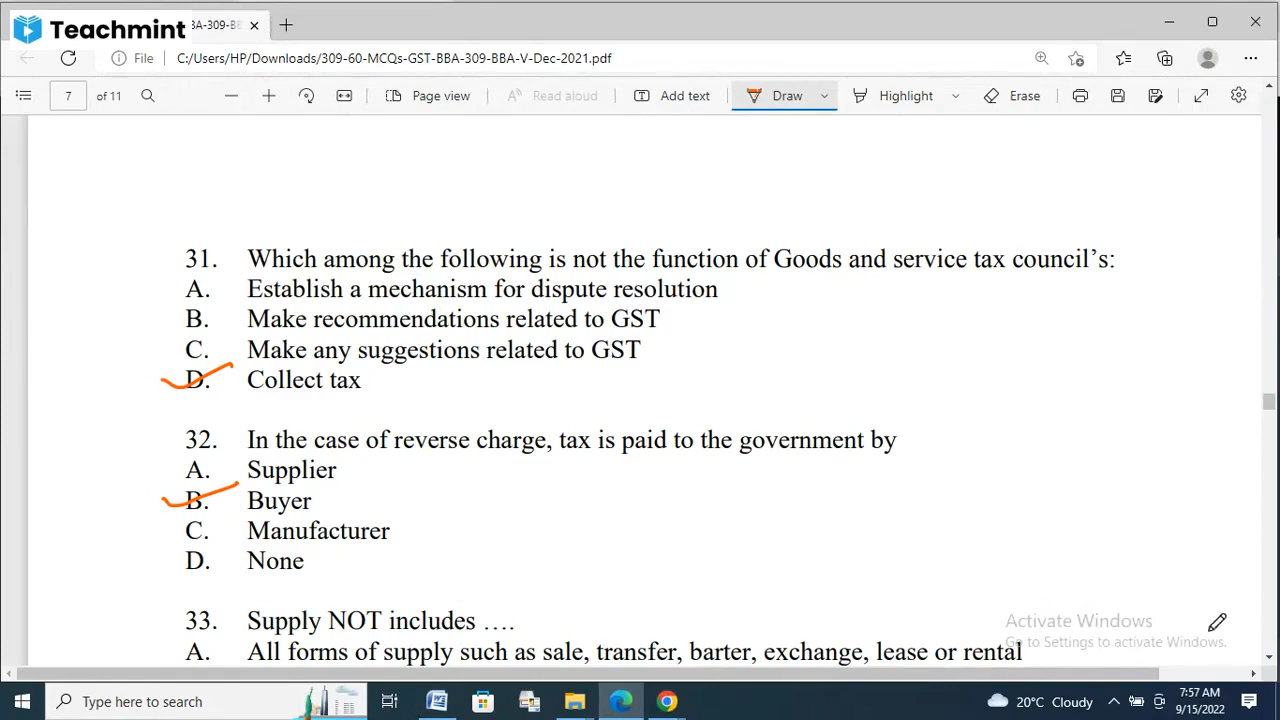 Teachmint
BA-309-BB
File C:/Users/HP/Downloads/309-60-MCQs-GST-BBA-309-BBA-V-Dec-2021.pdf
7 of 11 Page view Read aloud Add text Draw Highlight Erase
31. Which among the following is not the function of Goods and service tax council’s:
A. Establish a mechanism for dispute resolution
B. Make recommendations related to GST
C. Make any suggestions related to GST
D. Collect tax
32. In the case of reverse charge, tax is paid to the government by
A. Supplier
B. Buyer
C. Manufacturer
D. None
33. Supply NOT includes ….
A. All forms of supply such as sale, transfer, barter, exchange, lease or rental
Activate Windows
Go to Settings to activate Windows.
Type here to search 20°C Cloudy 7:57 AM
9/15/2022